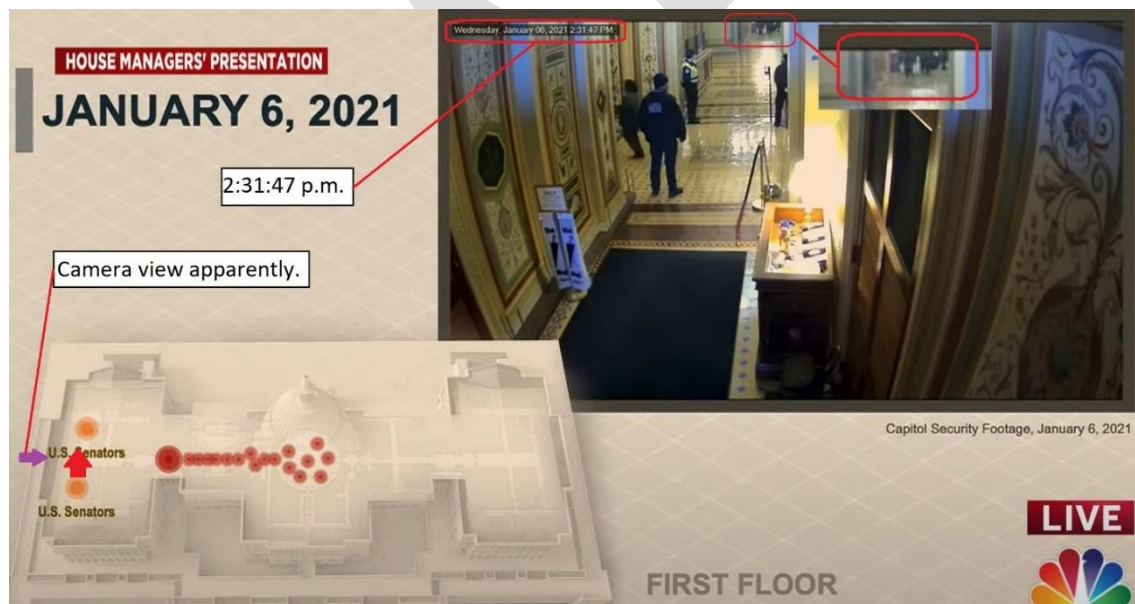 HOUSE MANAGERS' PRESENTATION
JANUARY 6, 2021
Wednesday, January 06, 2021 2:31:47 PM
2:31:47 p.m.
Camera view apparently.
Capitol Security Footage, January 6, 2021
U.S. Senators
U.S. Senators
LIVE
FIRST FLOOR